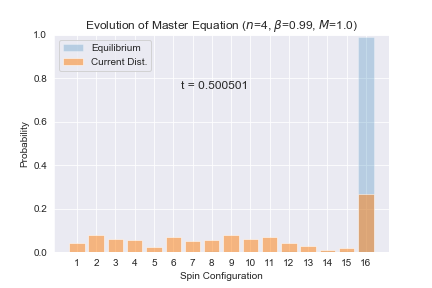 Evolution of Master Equation (n=4, β=0.99, M=1.0)
1.0
Equilibrium
Current Dist.
0.8
t = 0.500501
0.6
Probability
0.4
0.2
0.0
1 2 3 4 5 6 7 8 9 10 11 12 13 14 15 16
Spin Configuration